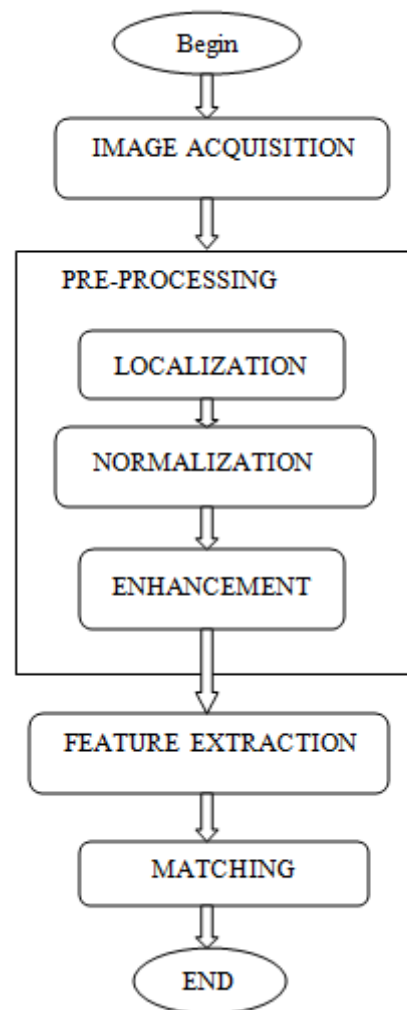 Begin
IMAGE ACQUISITION
PRE-PROCESSING
LOCALIZATION
NORMALIZATION
ENHANCEMENT
FEATURE EXTRACTION
MATCHING
END